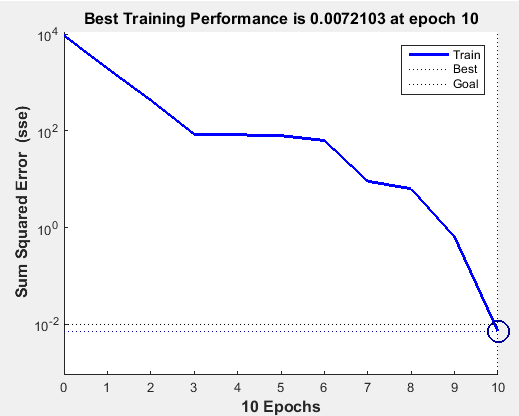 Best Training Performance is 0.0072103 at epoch 10
10^4
10^2
10^0
10^-2
Sum Squared Error (sse)
Train
Best
Goal
0 1 2 3 4 5 6 7 8 9 10
10 Epochs